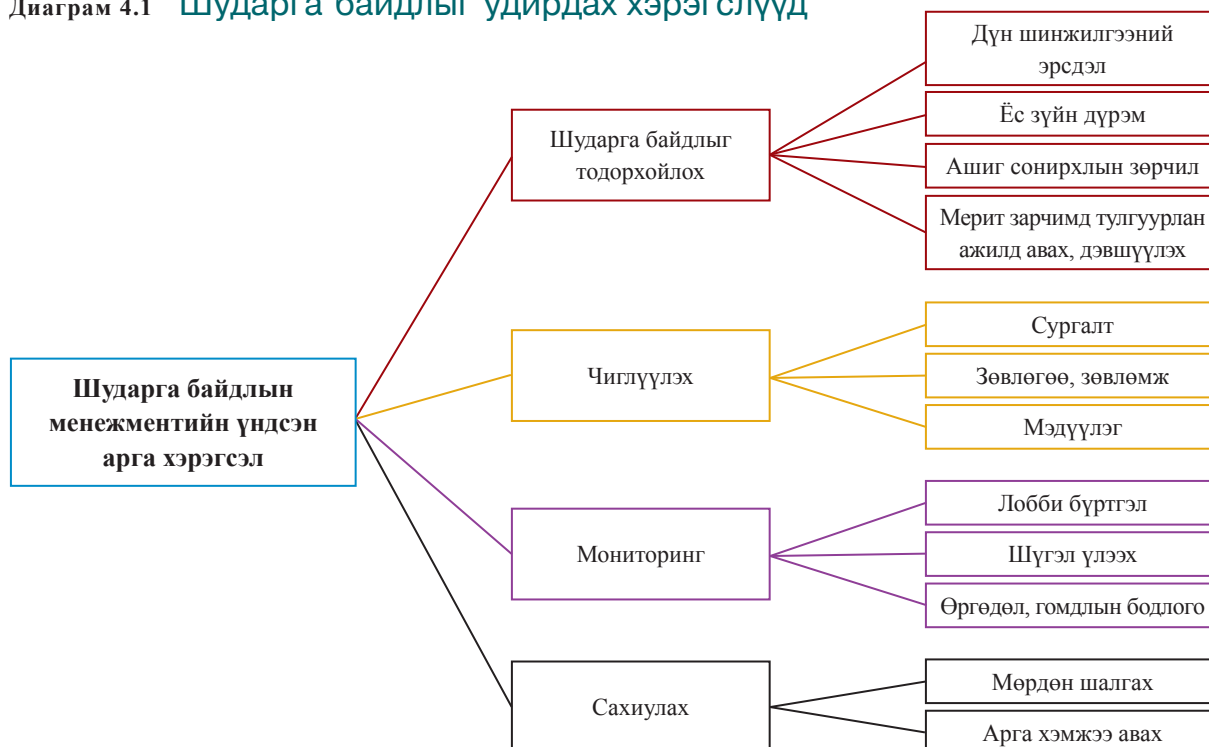 Диаграм 4.1 Шударга байдлыг удирдах хэрэгслүүд
Дүн шинжилгээний
эрсдэл
Ёс зүйн дүрэм
Шударга байдлыг
тодорхойлох
Ашиг сонирхлын зөрчил
Мерит зарчимд тулгуурлан
ажилд авах, дэвшүүлэх
Сургалт
Чиглүүлэх
Зөвлөгөө, зөвлөмж
Мэдүүлэг
Шударга байдлын
менежментийн үндсэн
арга хэрэгсэл
Лобби бүртгэл
Мониторинг
Шүгэл үлээх
Өргөдөл, гомдлын бодлого
Сахиулах
Мөрдөн шалгах
Арга хэмжээ авах